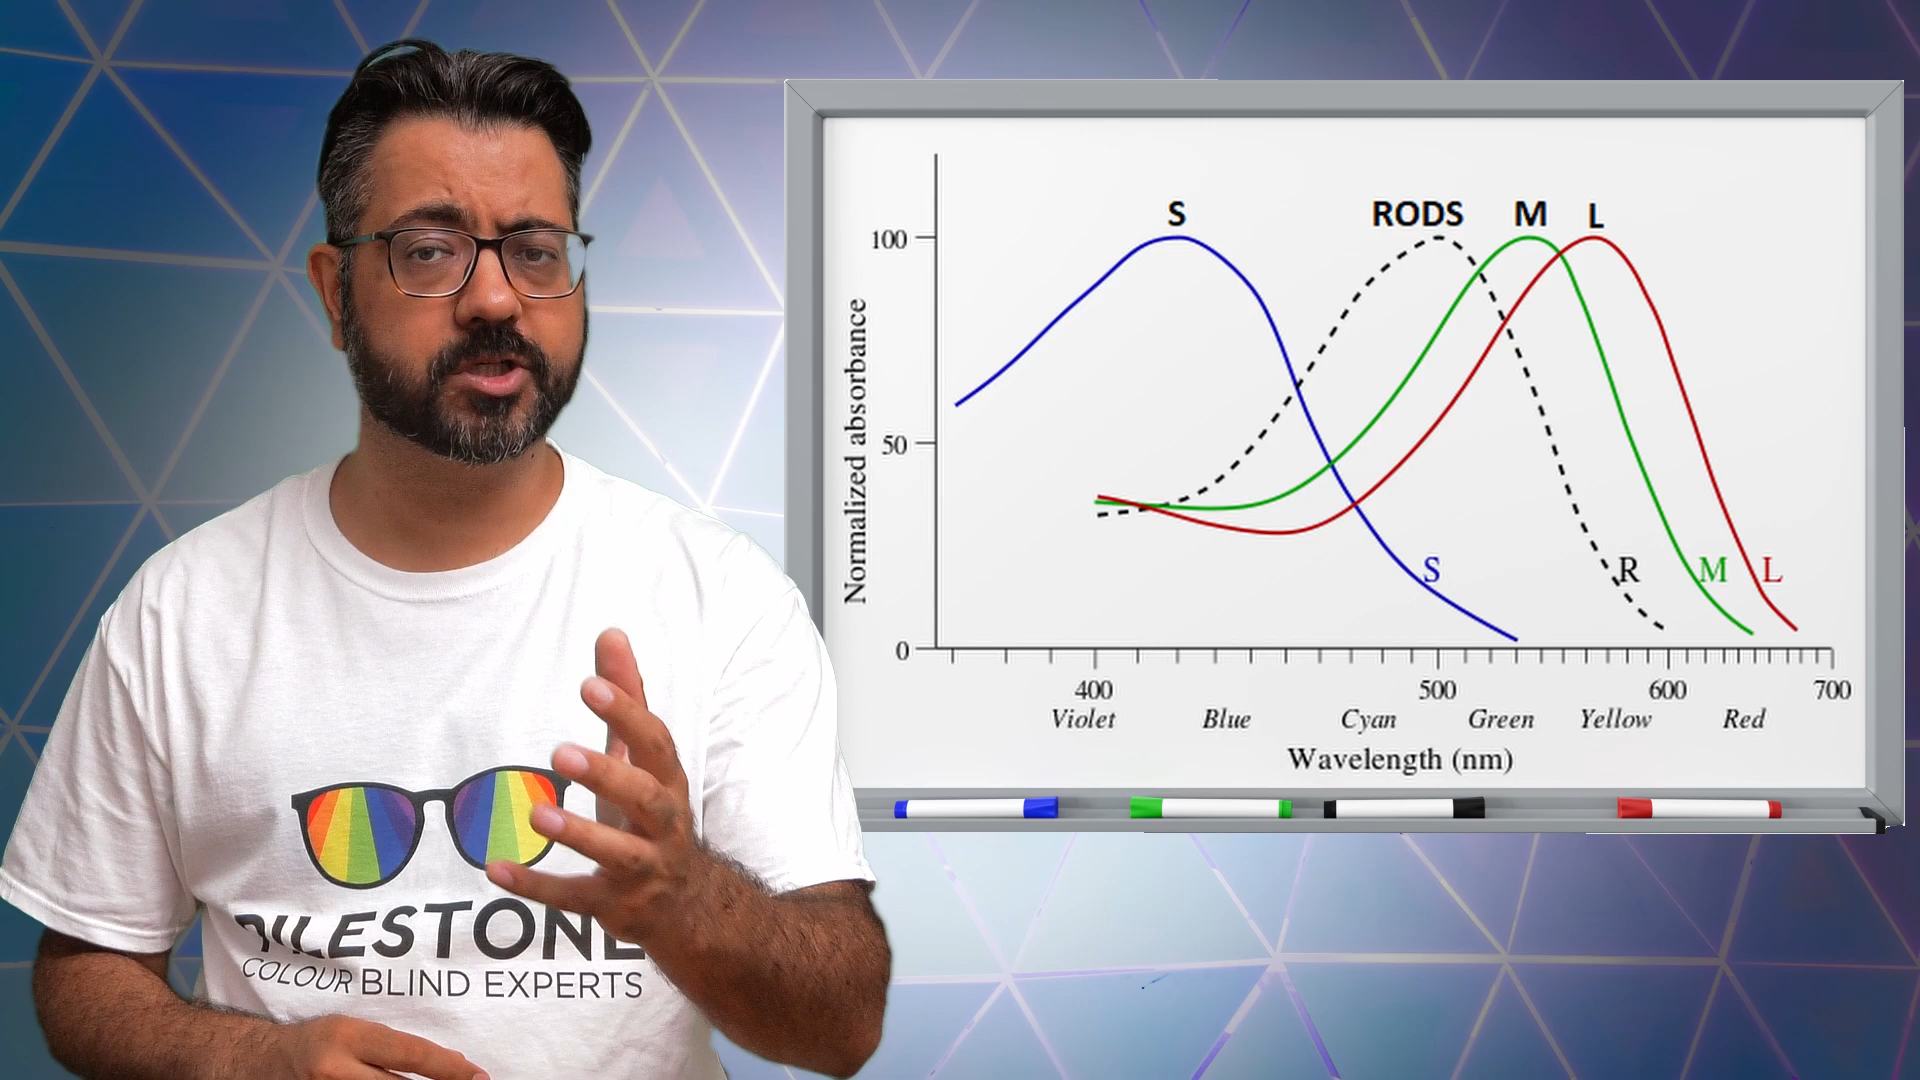 S RODS M L
100
50
0
Normalized absorbance
S R M L
400 500 600 700
Violet Blue Cyan Green Yellow Red
Wavelength (nm)
COLOUR BLIND EXPERTS